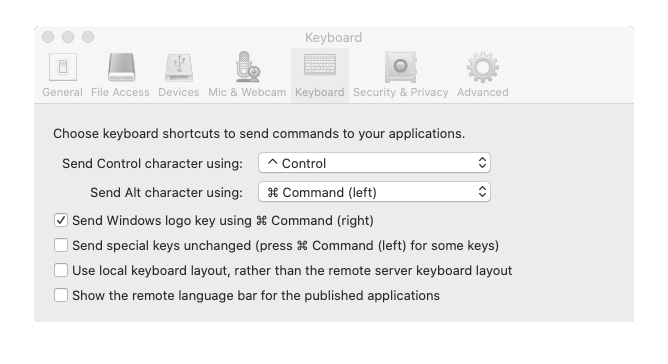 Keyboard
General File Access Devices Mic & Webcam Keyboard Security & Privacy Advanced
Choose keyboard shortcuts to send commands to your applications.
Send Control character using: ^ Control
Send Alt character using: ⌘ Command (left)
Send Windows logo key using ⌘ Command (right)
Send special keys unchanged (press ⌘ Command (left) for some keys)
Use local keyboard layout, rather than the remote server keyboard layout
Show the remote language bar for the published applications